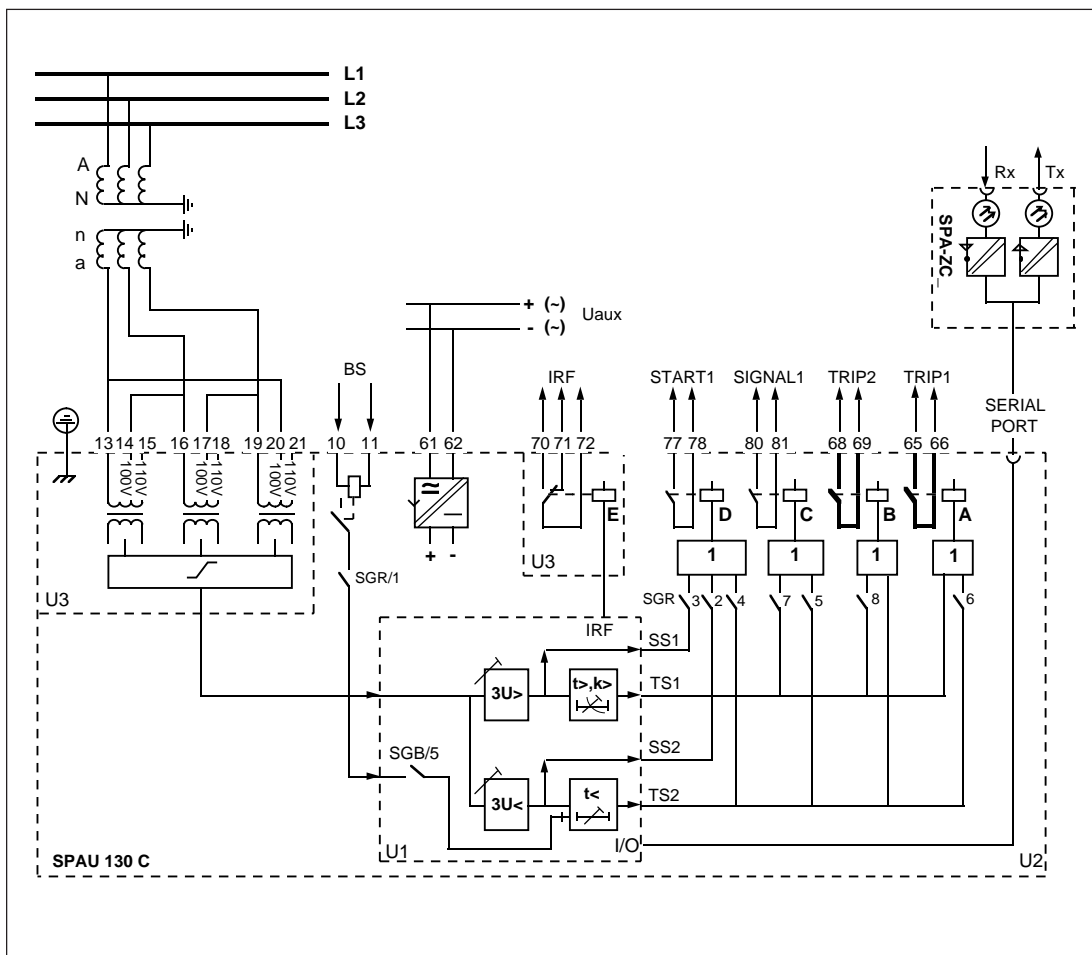 L1
L2
L3
A
N
n
a
Rx
Tx
SPA-ZC_
+ (~)
- (~)
Uaux
BS
IRF
START1
SIGNAL1
TRIP2
TRIP1
SERIAL
PORT
13 14 15 16 17 18 19 20 21 10 11 61 62 70 71 72 77 78 80 81 68 69 65 66
100V 110V 100V 110V 100V 110V
+ -
E
D
C
B
A
U3
1
1
1
1
U3
SGR/1
SGR 3 2 4 7 5 8 6
IRF
SS1
3U>
t>,k>
TS1
SGB/5
SS2
3U<
t<
TS2
U1
I/O
SPAU 130 C
U2